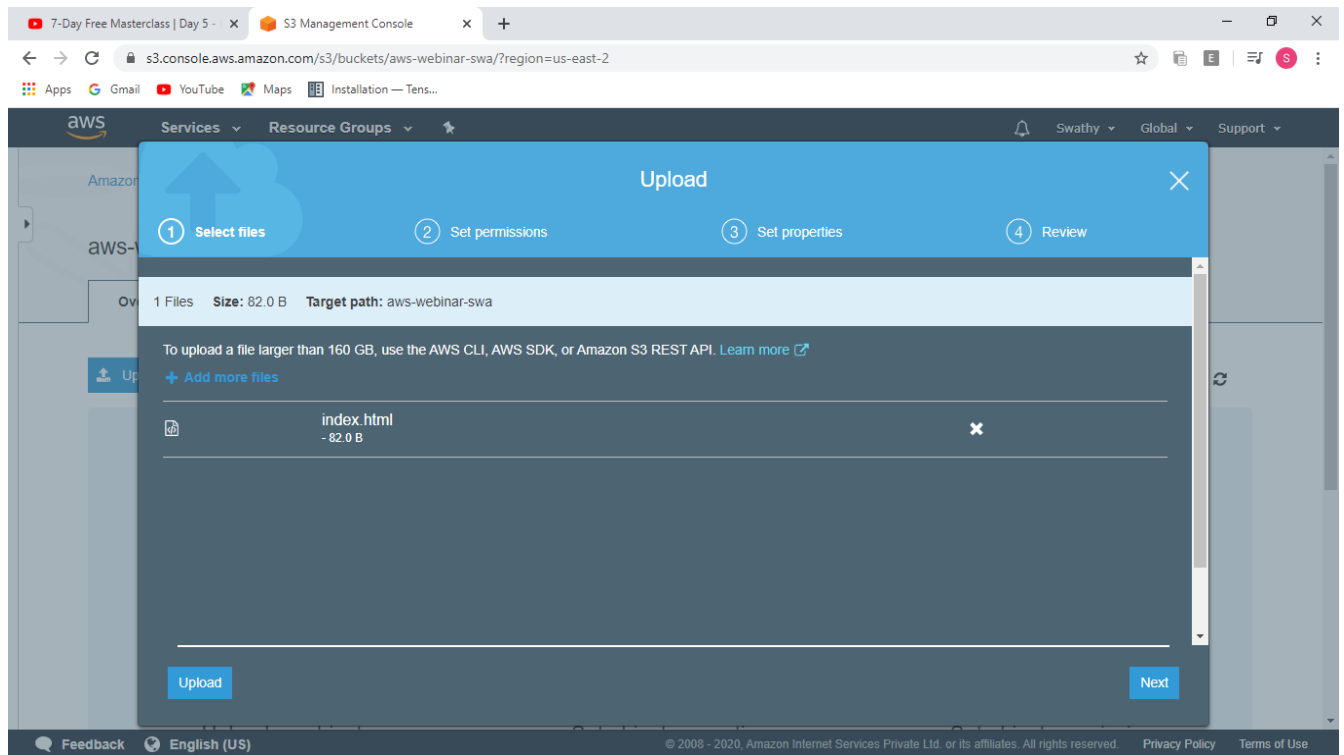 7-Day Free Masterclass | Day 5 - S3 Management Console
s3.console.aws.amazon.com/s3/buckets/aws-webinar-swa/?region=us-east-2 E S
Apps G Gmail YouTube Maps Installation — Tens...
aws Services Resource Groups Swathy Global Support
Amazon
Upload
1 Select files 2 Set permissions 3 Set properties 4 Review
aws-
Ov
1 Files Size: 82.0 B Target path: aws-webinar-swa
To upload a file larger than 160 GB, use the AWS CLI, AWS SDK, or Amazon S3 REST API. Learn more
Up
+ Add more files
index.html
- 82.0 B
Upload Next
Feedback English (US) © 2008 - 2020, Amazon Internet Services Private Ltd. or its affiliates. All rights reserved. Privacy Policy Terms of Use